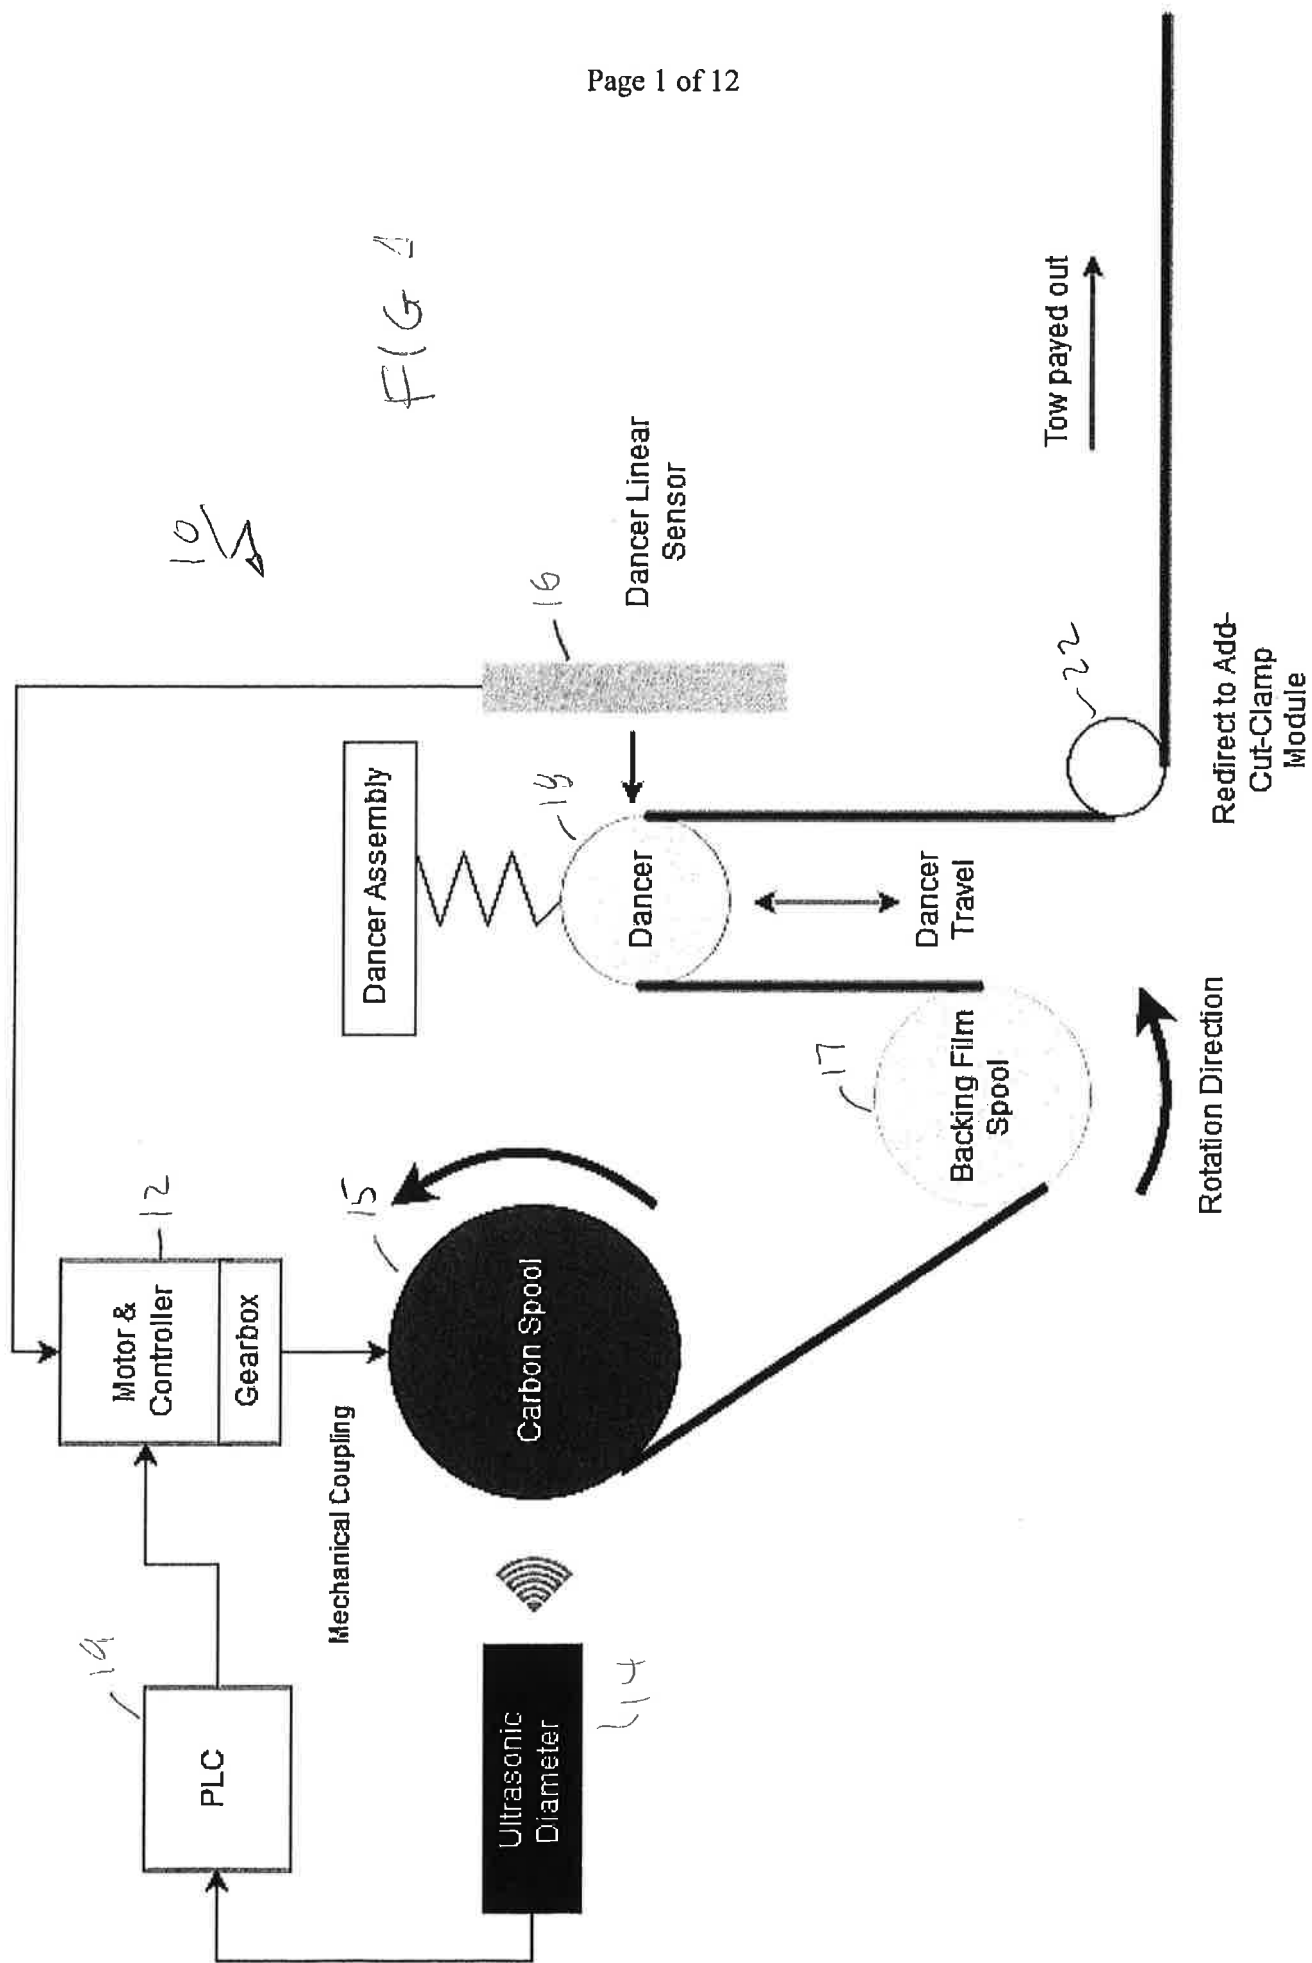 Page 1 of 12
10
FIG 1
PLC
19
Motor &
Controller
12
Gearbox
Mechanical Coupling
Ultrasonic
Diameter
14
Carbon Spool
15
Dancer Assembly
Dancer
18
16
Dancer Linear
Sensor
Dancer
Travel
Backing Film
Spool
17
Rotation Direction
22
Redirect to Add-
Cut-Clamp
Module
Tow payed out